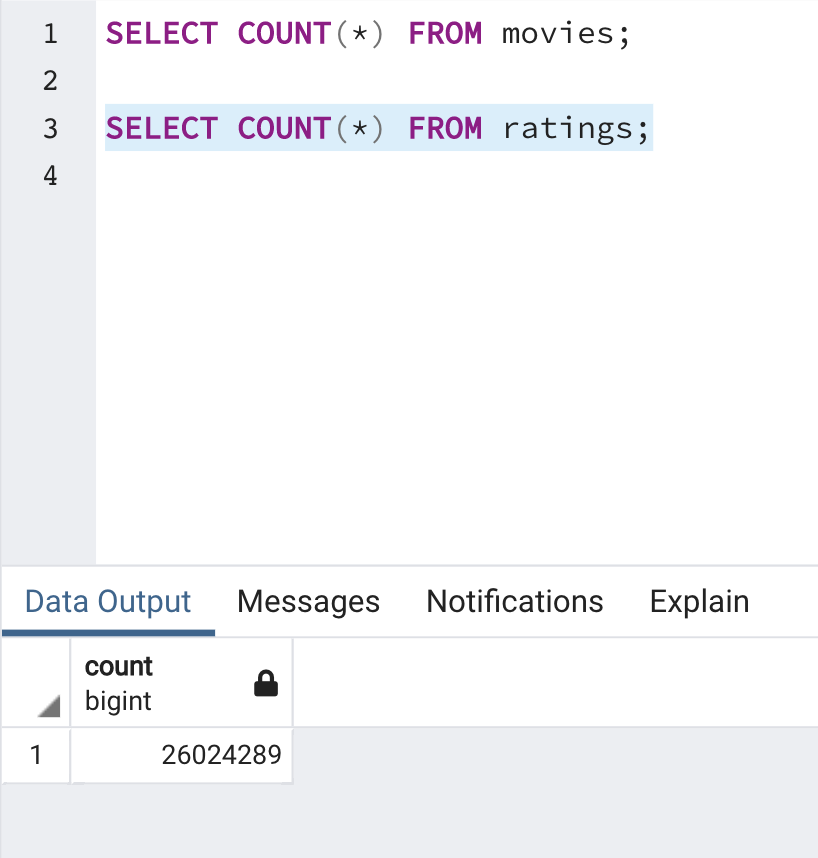 1 SELECT COUNT(*) FROM movies;
2
3 SELECT COUNT(*) FROM ratings;
4
Data Output Messages Notifications Explain
count
bigint
1 26024289